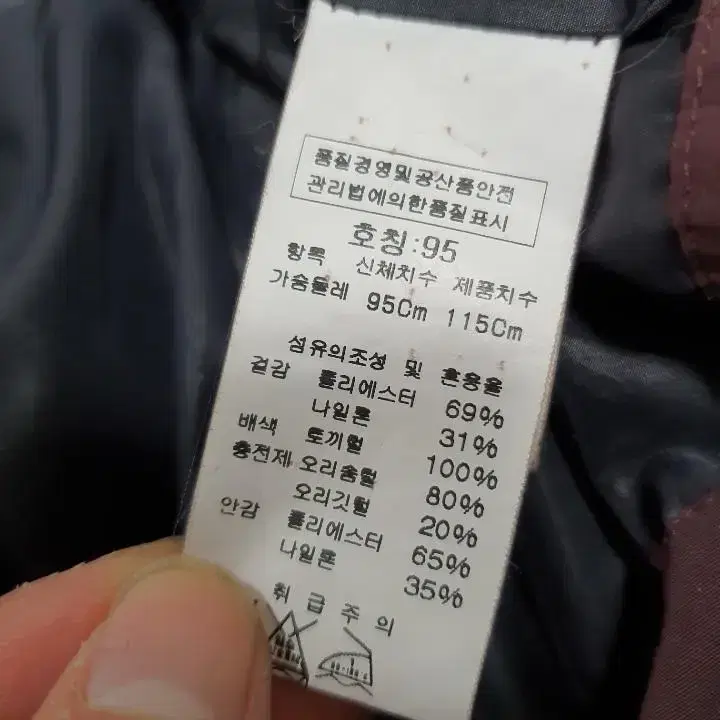 품질경영및공산품안전
관리법에의한품질표시
호칭:95
항목 신체치수 제품치수
가슴둘레 95Cm 115Cm
섬유의조성 및 혼용율
겉감 폴리에스터 69%
나일론 31%
배색 토끼털 100%
충전제 오리솜털 80%
오리깃털 20%
안감 폴리에스터 65%
나일론 35%
취급주의